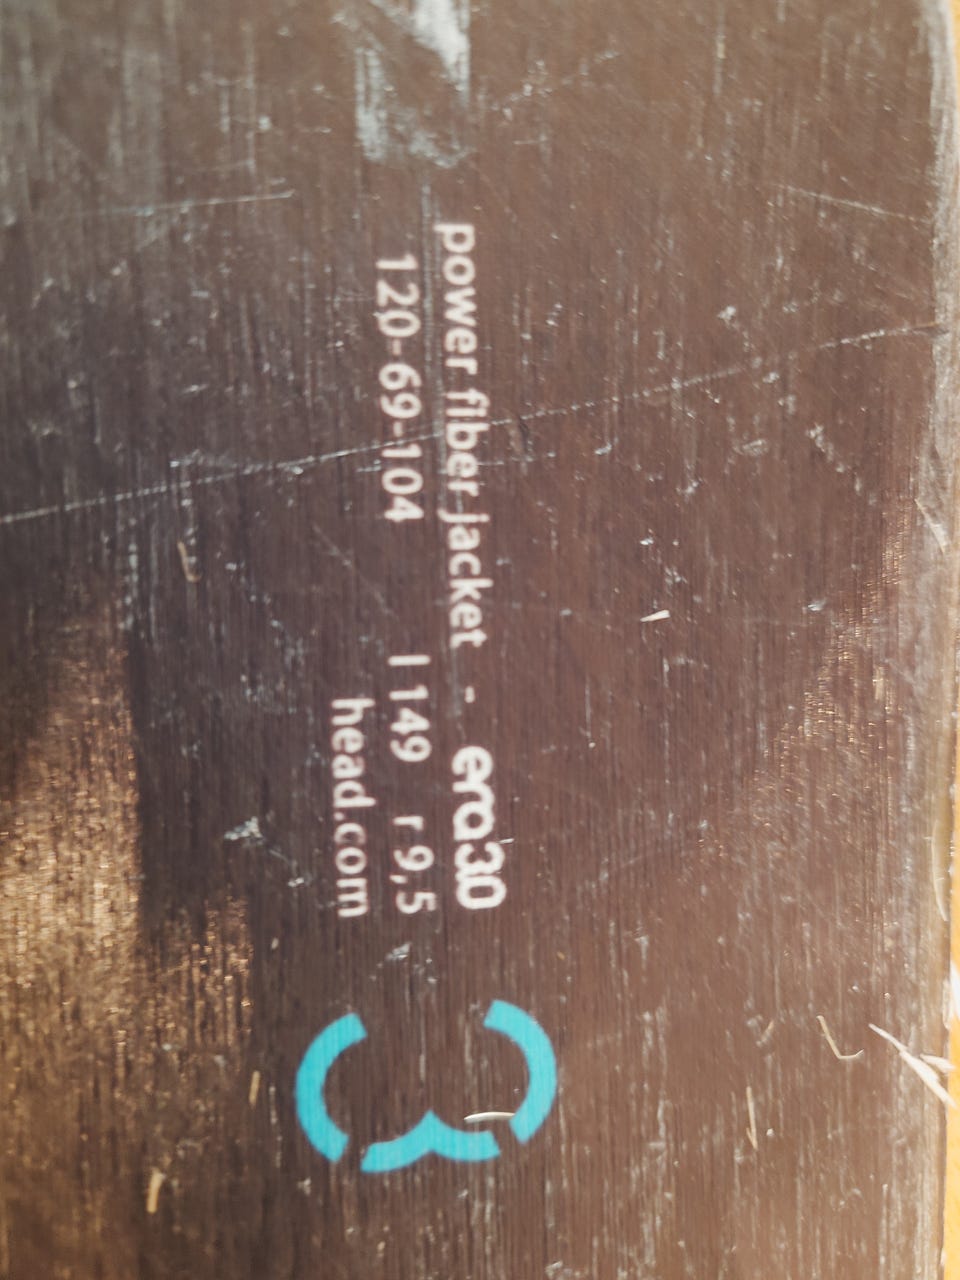 power fiber jacket - era3.0
120-69-104 l 149 r 9,5
head.com